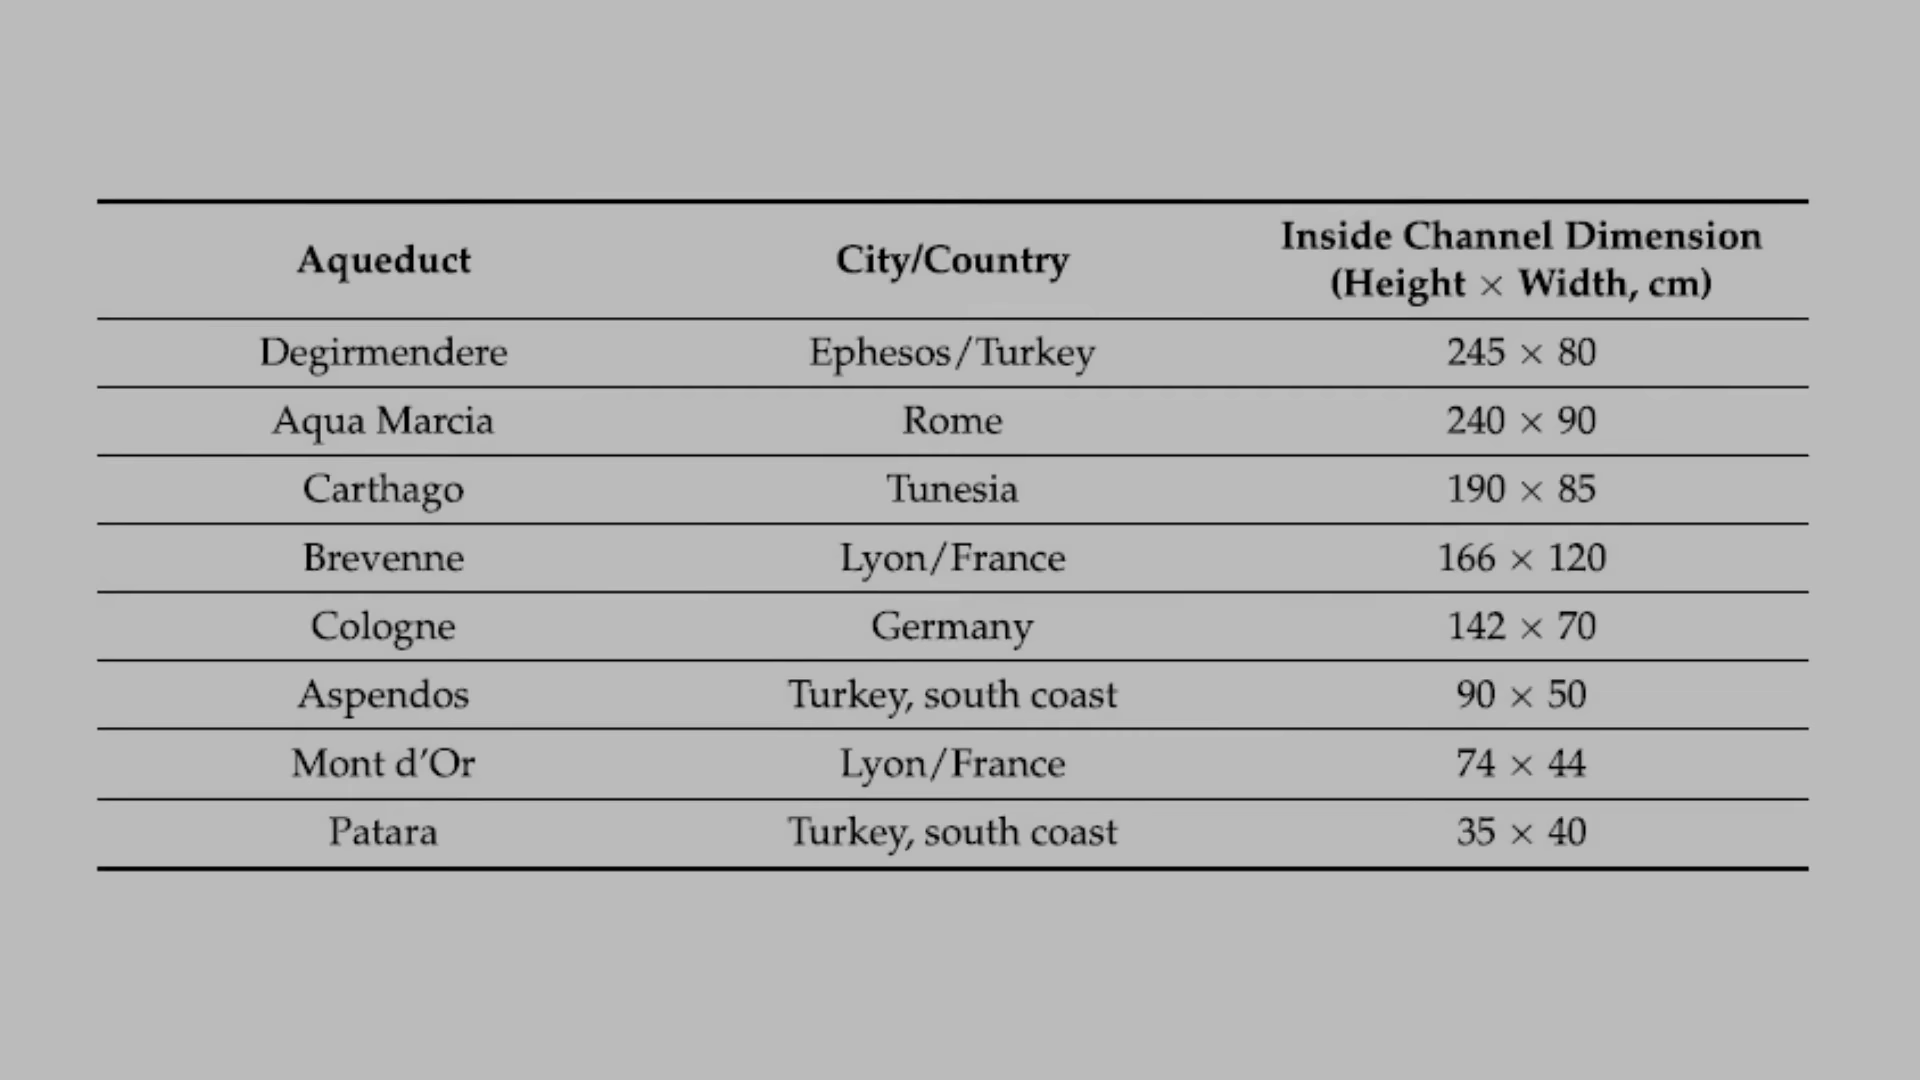 Aqueduct City/Country Inside Channel Dimension
(Height × Width, cm)
Degirmendere Ephesos/Turkey 245 × 80
Aqua Marcia Rome 240 × 90
Carthago Tunesia 190 × 85
Brevenne Lyon/France 166 × 120
Cologne Germany 142 × 70
Aspendos Turkey, south coast 90 × 50
Mont d'Or Lyon/France 74 × 44
Patara Turkey, south coast 35 × 40